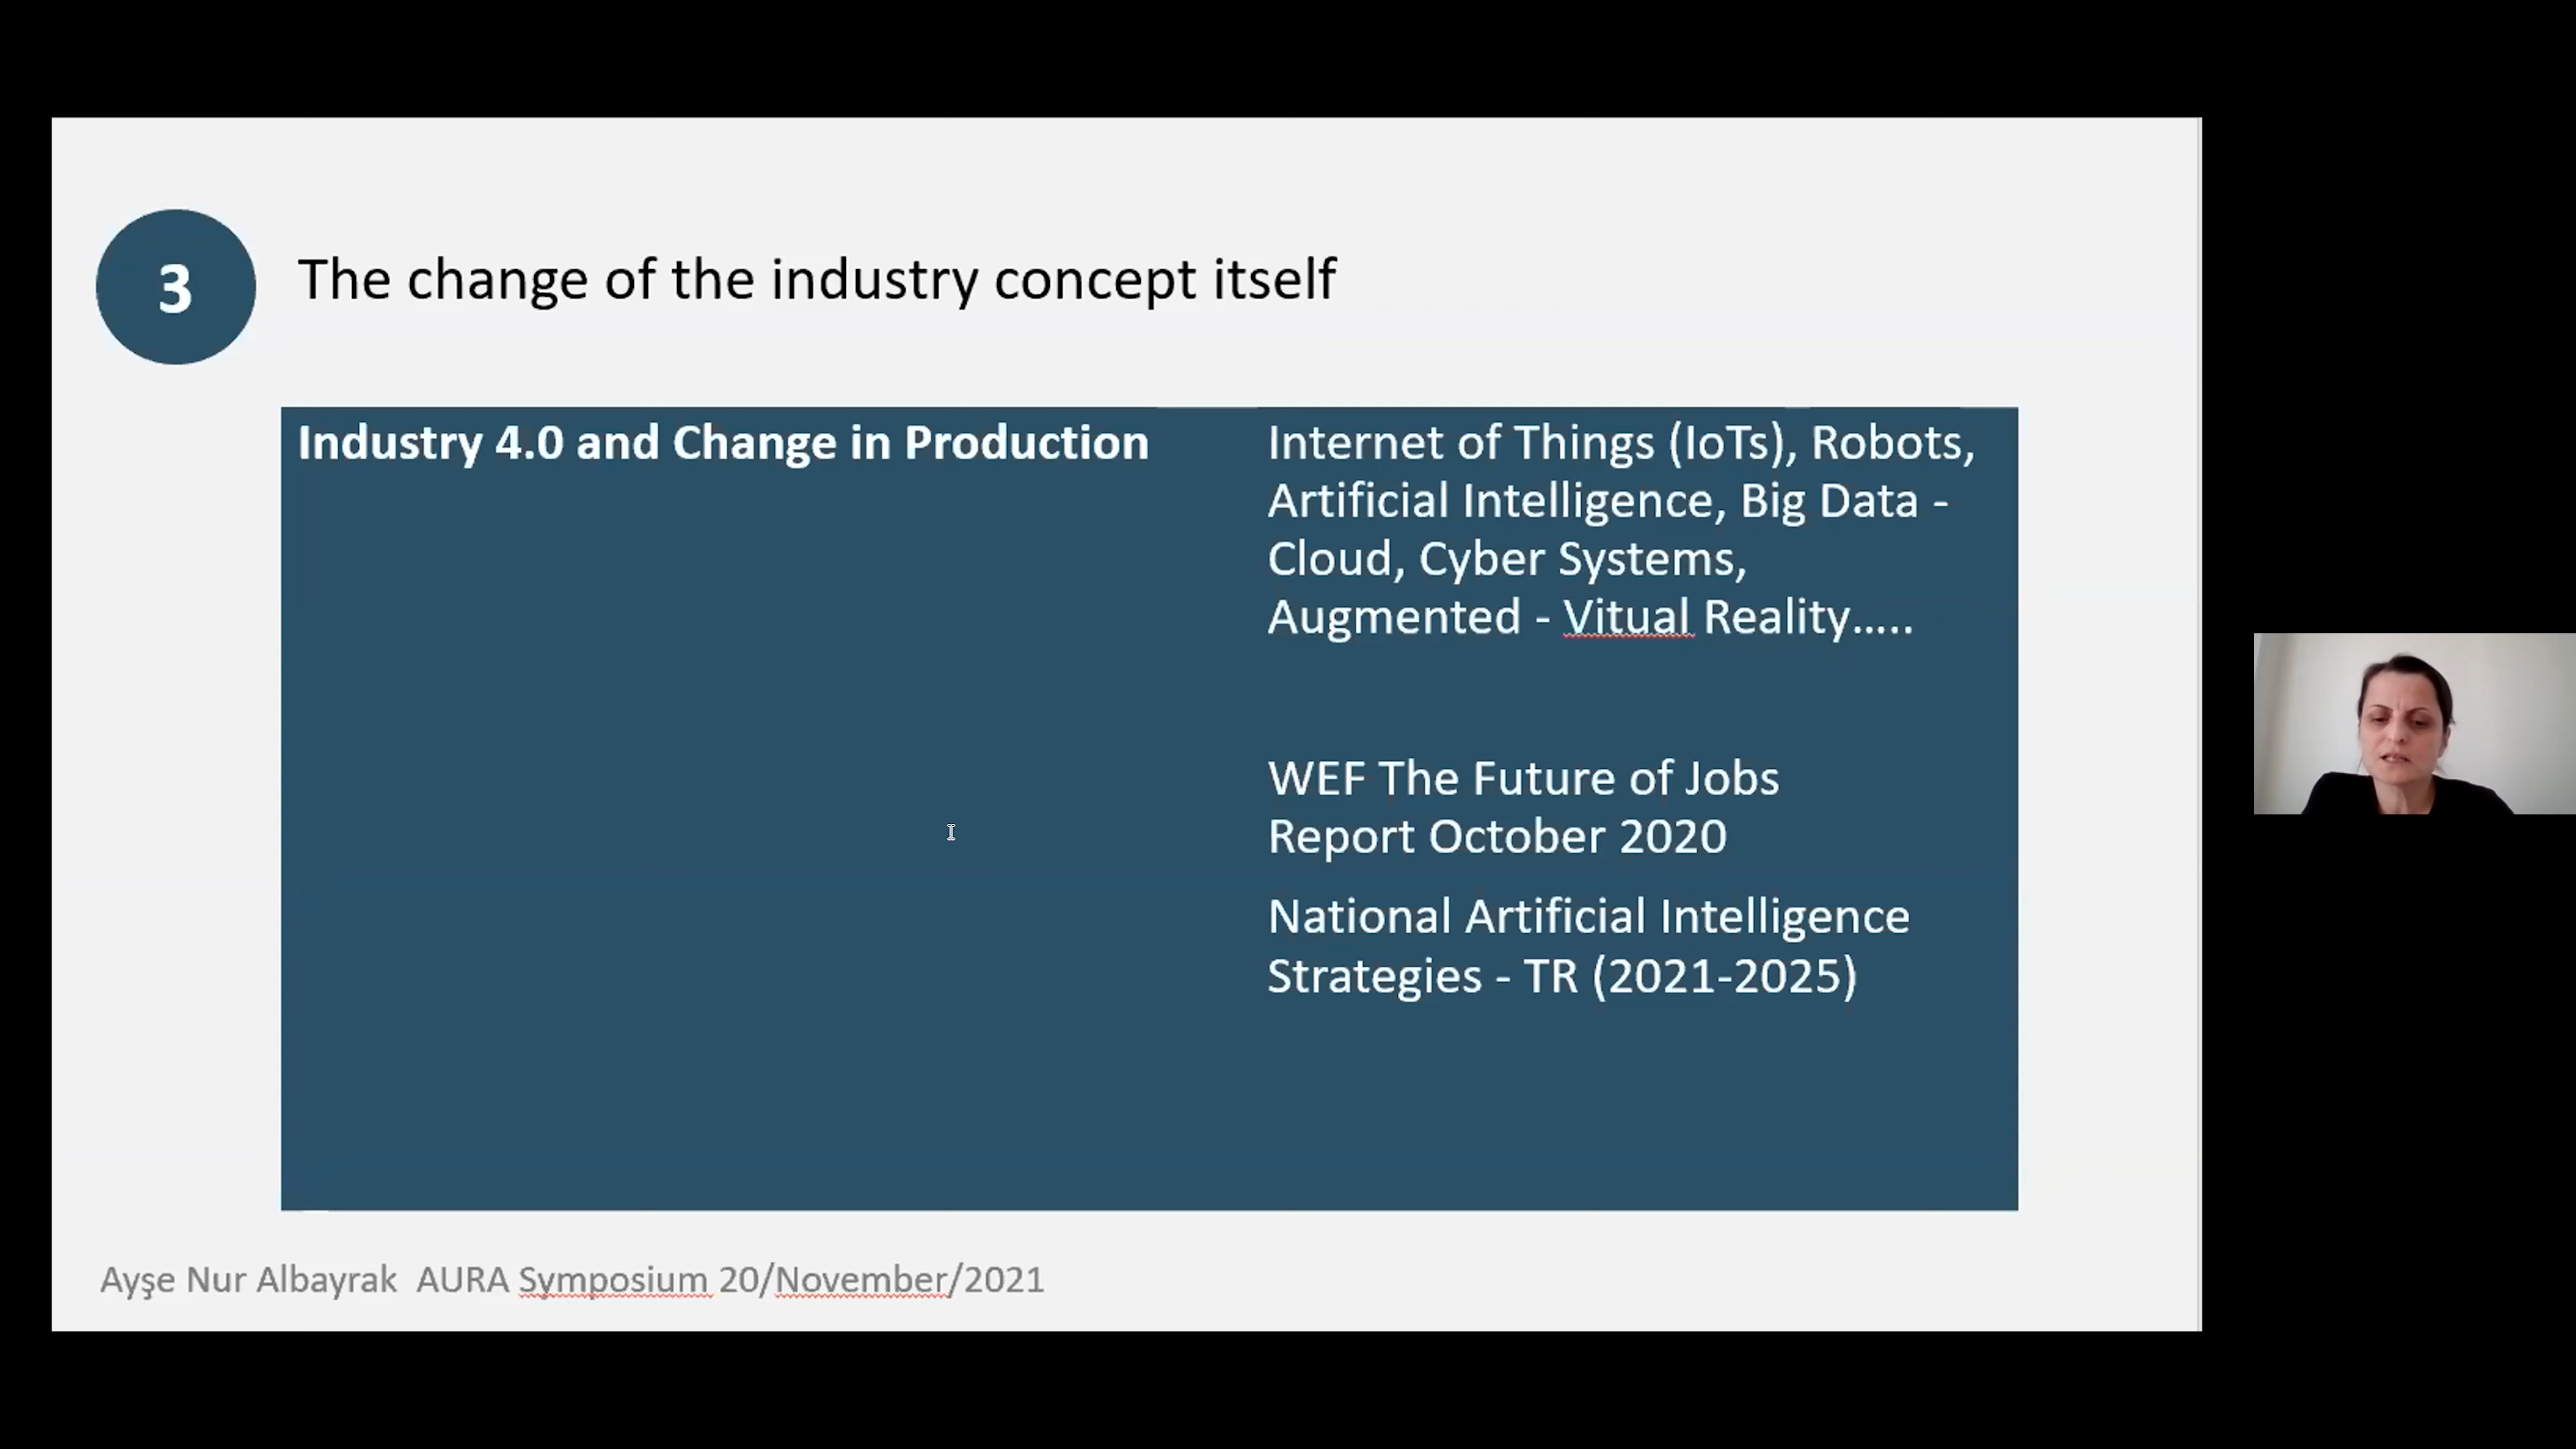 3
The change of the industry concept itself
Industry 4.0 and Change in Production
Internet of Things (IoTs), Robots,
Artificial Intelligence, Big Data -
Cloud, Cyber Systems,
Augmented - Vitual Reality.....
WEF The Future of Jobs
Report October 2020
National Artificial Intelligence
Strategies - TR (2021-2025)
Ayşe Nur Albayrak  AURA Symposium 20/November/2021